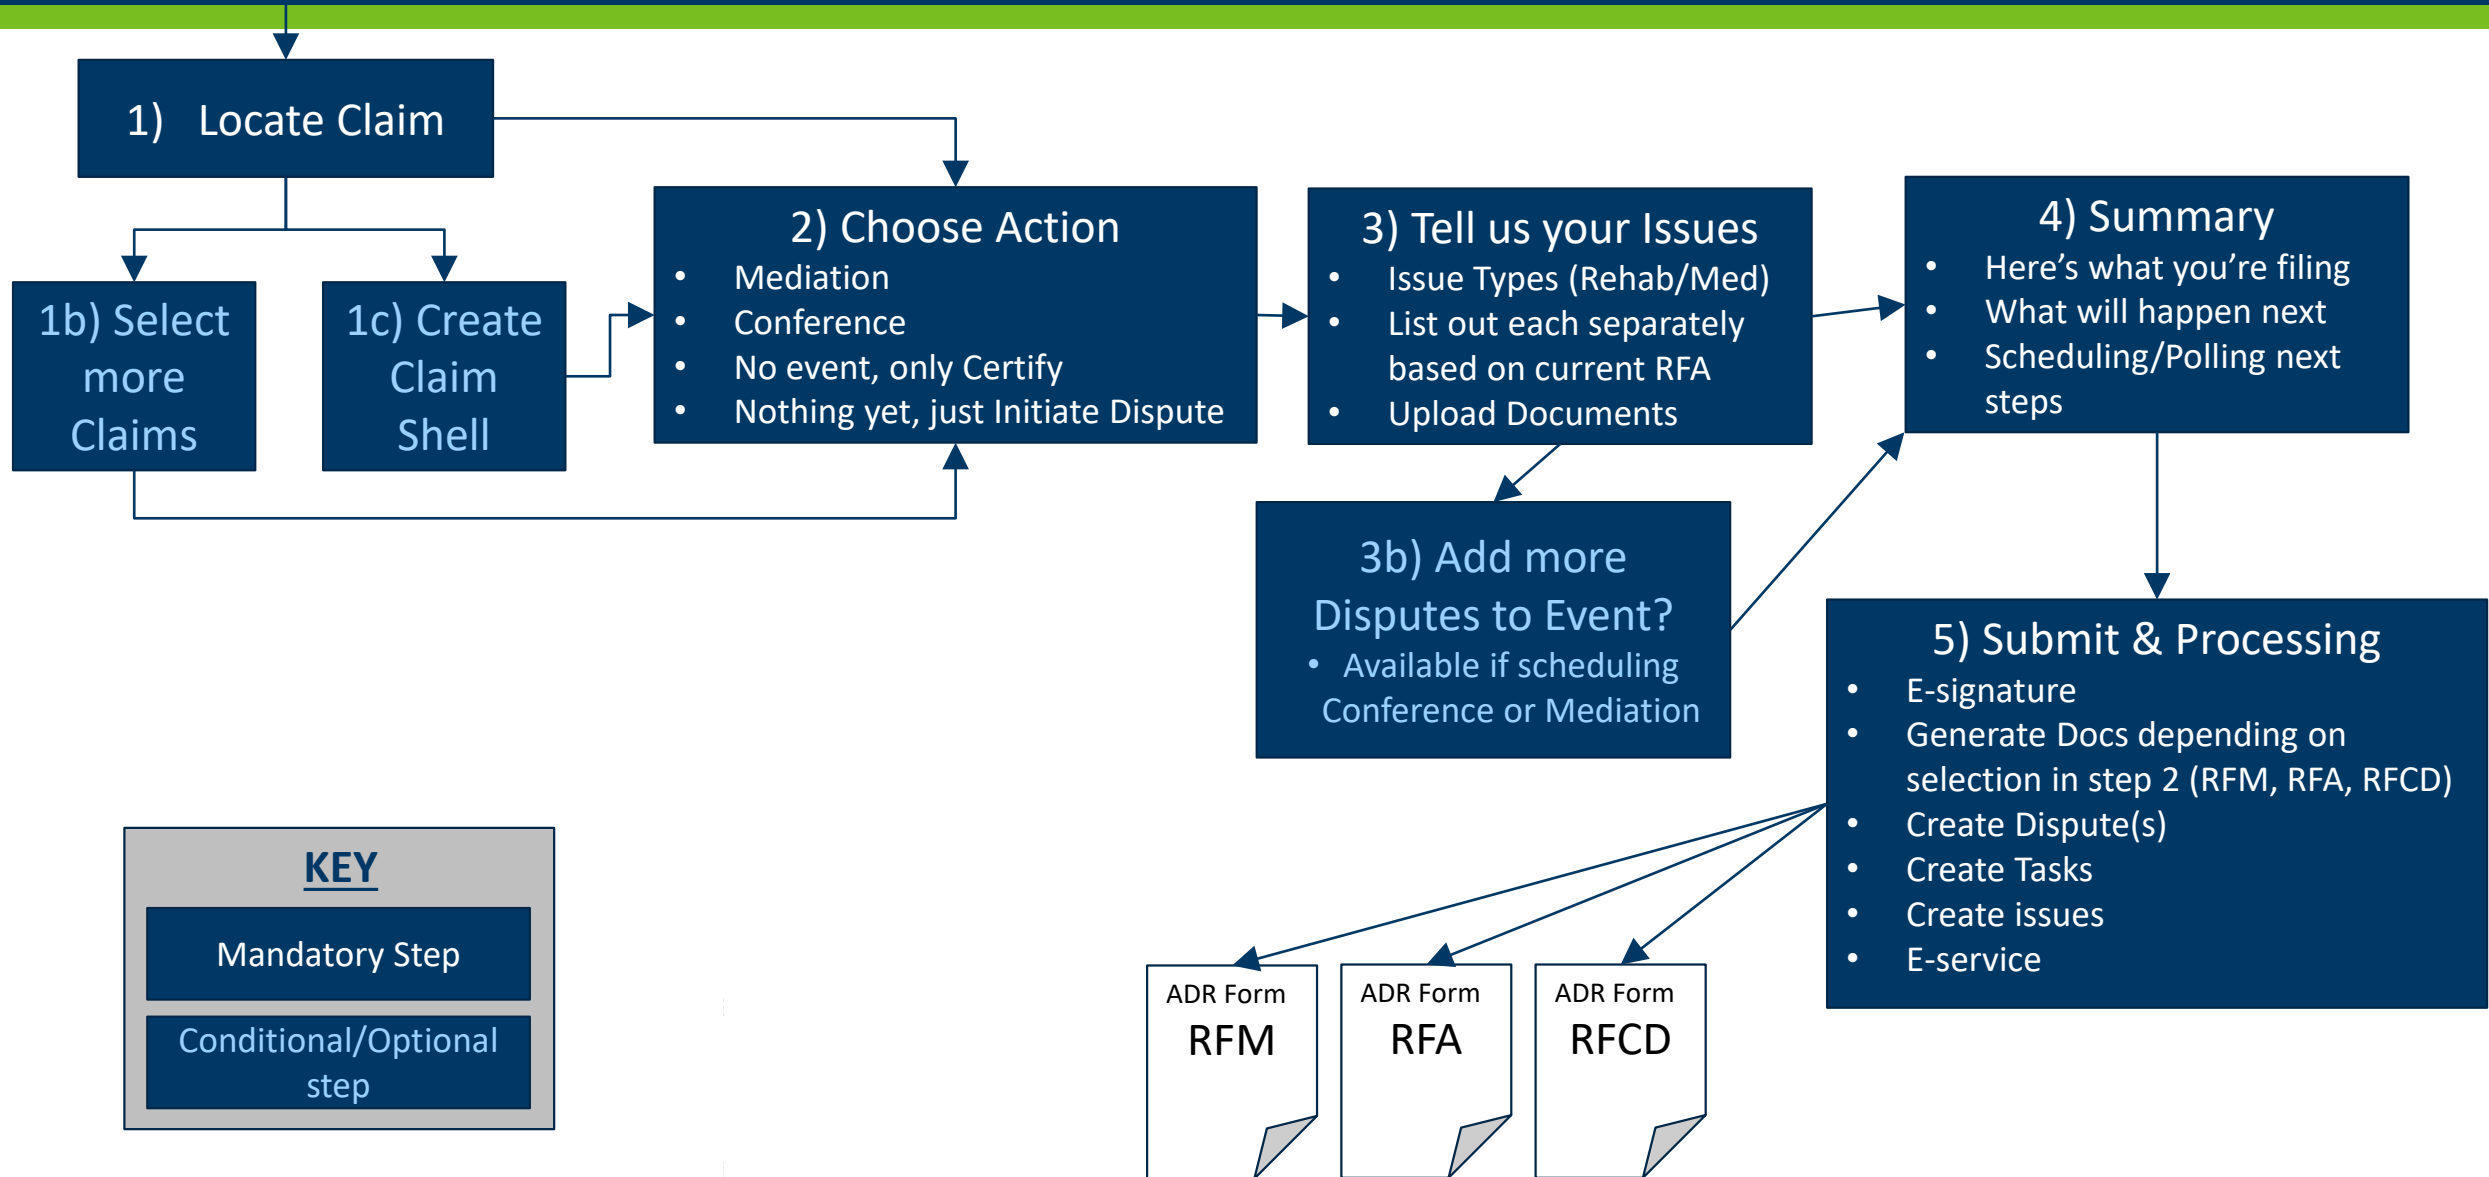 1) Locate Claim
1b) Select
more
Claims
1c) Create
Claim
Shell
2) Choose Action
• Mediation
• Conference
• No event, only Certify
• Nothing yet, just Initiate Dispute
3) Tell us your Issues
• Issue Types (Rehab/Med)
• List out each separately
based on current RFA
• Upload Documents
3b) Add more
Disputes to Event?
• Available if scheduling
Conference or Mediation
4) Summary
• Here’s what you’re filing
• What will happen next
• Scheduling/Polling next
steps
5) Submit & Processing
• E-signature
• Generate Docs depending on
selection in step 2 (RFM, RFA, RFCD)
• Create Dispute(s)
• Create Tasks
• Create issues
• E-service
KEY
Mandatory Step
Conditional/Optional
step
ADR Form
RFM
ADR Form
RFA
ADR Form
RFCD